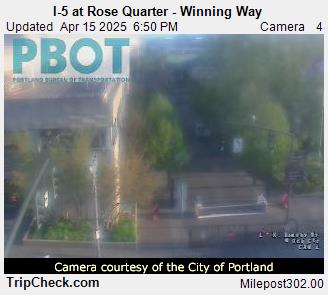 I-5 at Rose Quarter - Winning Way
Updated Apr 15 2025 6:50 PM Camera 4
PBOT
PORTLAND BUREAU OF TRANSPORTATION
Camera courtesy of the City of Portland
TripCheck.com Milepost302.00